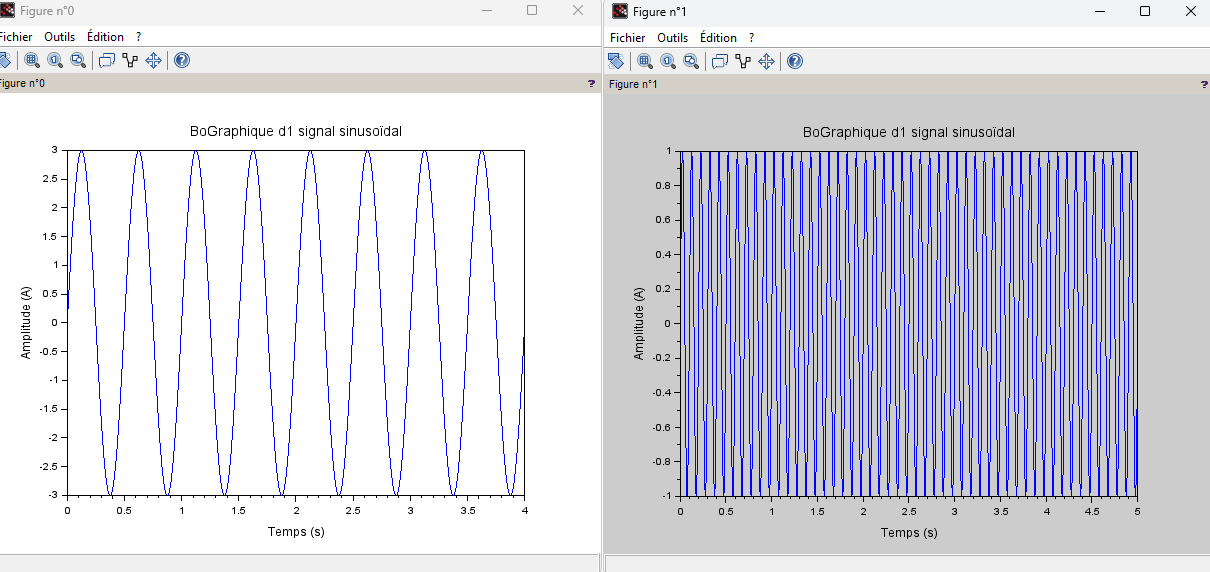 Figure n°0
Fichier Outils Édition ?
Figure n°0 ?
BoGraphique d1 signal sinusoïdal
3
2.5
2
1.5
1
0.5
0
-0.5
-1
-1.5
-2
-2.5
-3
Amplitude (A)
0 0.5 1 1.5 2 2.5 3 3.5 4
Temps (s)
Figure n°1
Fichier Outils Édition ?
Figure n°1 ?
BoGraphique d1 signal sinusoïdal
1
0.8
0.6
0.4
0.2
0
-0.2
-0.4
-0.6
-0.8
-1
Amplitude (A)
0 0.5 1 1.5 2 2.5 3 3.5 4 4.5 5
Temps (s)